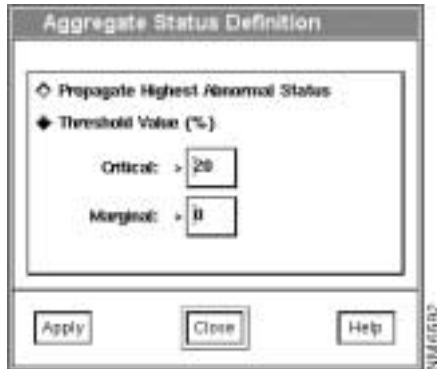 Aggregate Status Definition
Propagate Highest Abnormal Status
Threshold Value (%)
Critical: > 20
Marginal: > 0
Apply
Close
Help